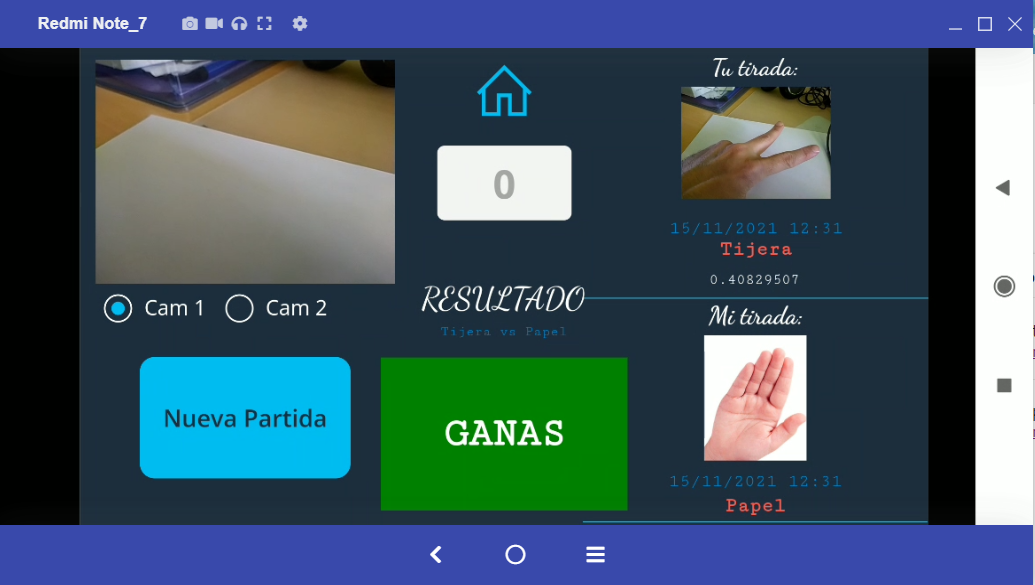 Redmi Note_7
0
Cam 1
Cam 2
RESULTADO
Tijera vs Papel
Nueva Partida
GANAS
Tu tirada:
15/11/2021 12:31
Tijera
0.40829507
Mi tirada:
15/11/2021 12:31
Papel